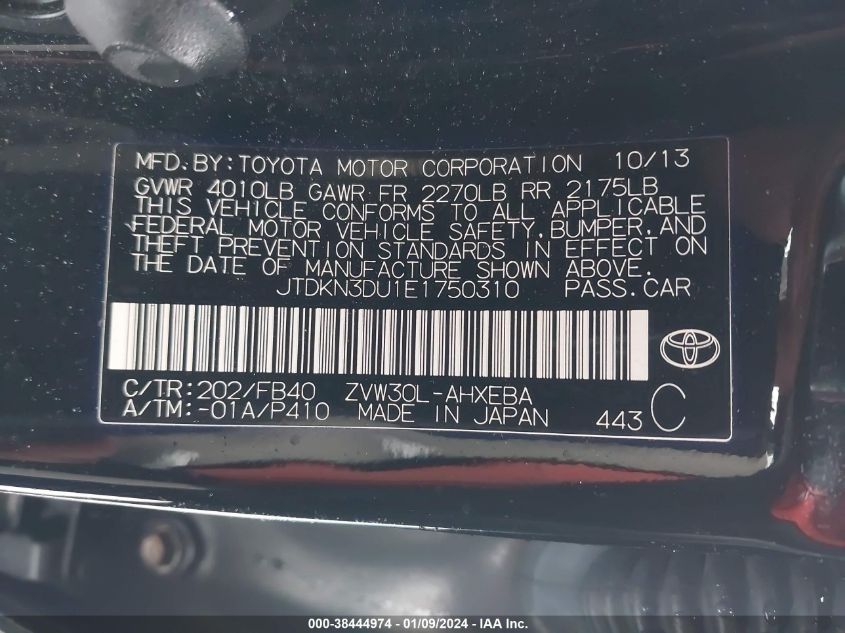 MFD.BY:TOYOTA MOTOR CORPORATION 10/13
GVWR 4010LB GAWR FR 2270LB RR 2175LB
THIS VEHICLE CONFORMS TO ALL APPLICABLE
FEDERAL MOTOR VEHICLE SAFETY,BUMPER,AND
THEFT PREVENTION STANDARDS IN EFFECT ON
THE DATE OF MANUFACTURE SHOWN ABOVE.
JTDKN3DU1E1750310 PASS.CAR
C/TR:202/FB40 ZVW30L-AHXEBA
A/TM:-01A/P410 MADE IN JAPAN 443 C
000-38444974 - 01/09/2024 - IAA Inc.